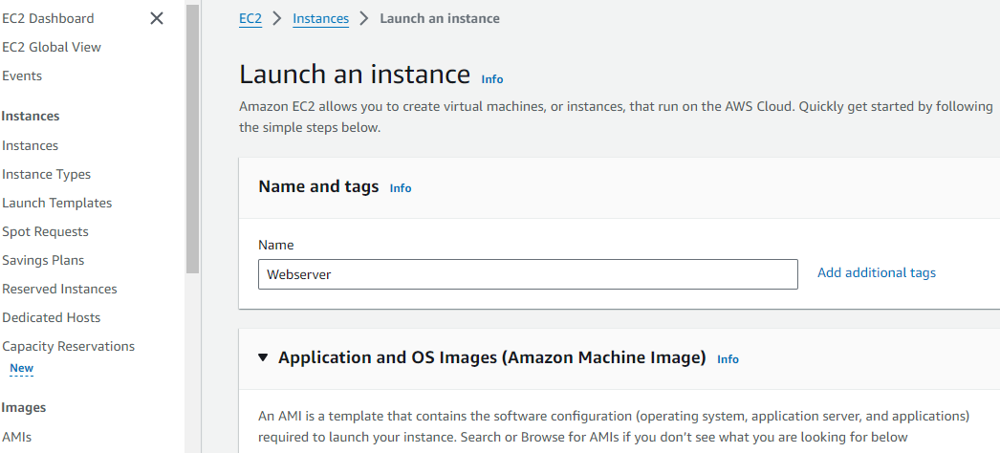 EC2 Dashboard
EC2 Global View
Events
Instances
Instances
Instance Types
Launch Templates
Spot Requests
Savings Plans
Reserved Instances
Dedicated Hosts
Capacity Reservations
New
Images
AMIs
EC2 > Instances > Launch an instance
Launch an instance Info
Amazon EC2 allows you to create virtual machines, or instances, that run on the AWS Cloud. Quickly get started by following
the simple steps below.
Name and tags Info
Name
Webserver
Add additional tags
Application and OS Images (Amazon Machine Image) Info
An AMI is a template that contains the software configuration (operating system, application server, and applications)
required to launch your instance. Search or Browse for AMIs if you don't see what you are looking for below